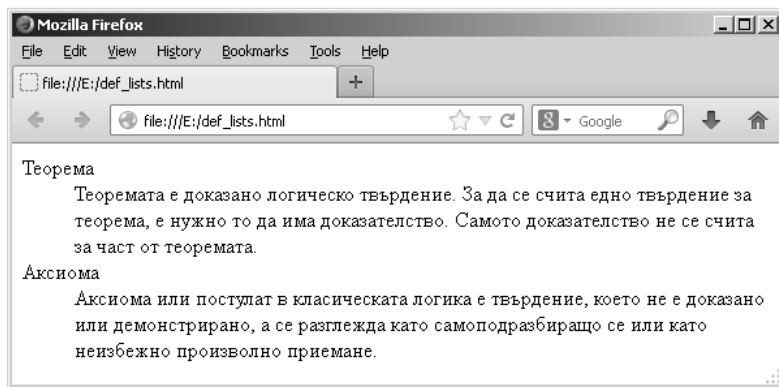 Mozilla Firefox
File Edit View History Bookmarks Tools Help
file:///E:/def_lists.html
file:///E:/def_lists.html 8 Google
Теорема
Теоремата е доказано логическо твърдение. За да се счита едно твърдение за
теорема, е нужно то да има доказателство. Самото доказателство не се счита
за част от теоремата.
Аксиома
Аксиома или постулат в класическата логика е твърдение, което не е доказано
или демонстрирано, а се разглежда като самоподразбиращо се или като
неизбежно произволно приемане.